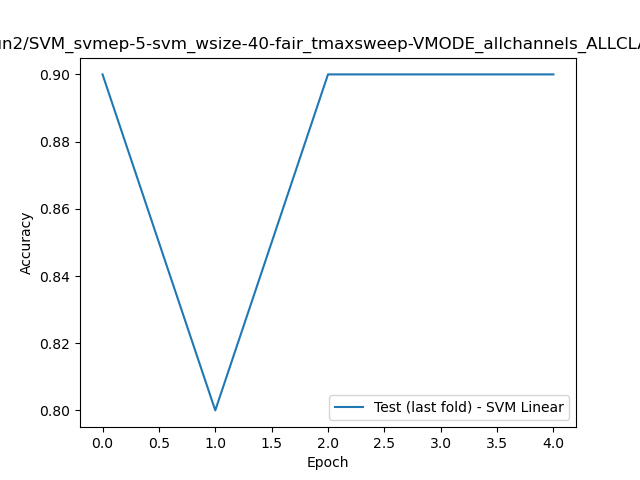 un2/SVM_svmep-5-svm_wsize-40-fair_tmaxsweep-VMODE_allchannels_ALLCLA
0.90
0.88
0.86
0.84
0.82
0.80
Accuracy
Test (last fold) - SVM Linear
0.0 0.5 1.0 1.5 2.0 2.5 3.0 3.5 4.0
Epoch